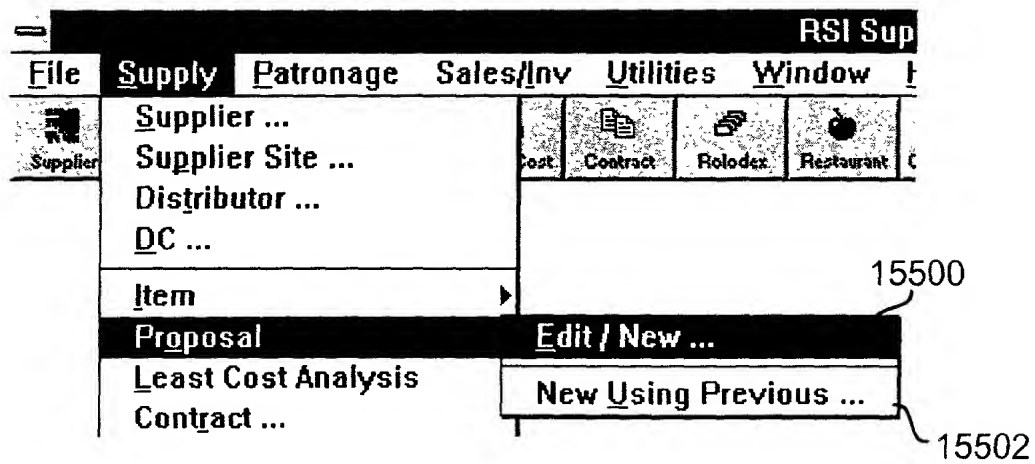 RSI Sup
File Supply Patronage Sales/Inv Utilities Window H
Supplier Cost Contract Rolodex Restaurant
Supplier ...
Supplier Site ...
Distributor ...
DC ...
Item
Proposal
Least Cost Analysis
Contract ...
Edit / New ...
New Using Previous ...
15500
15502